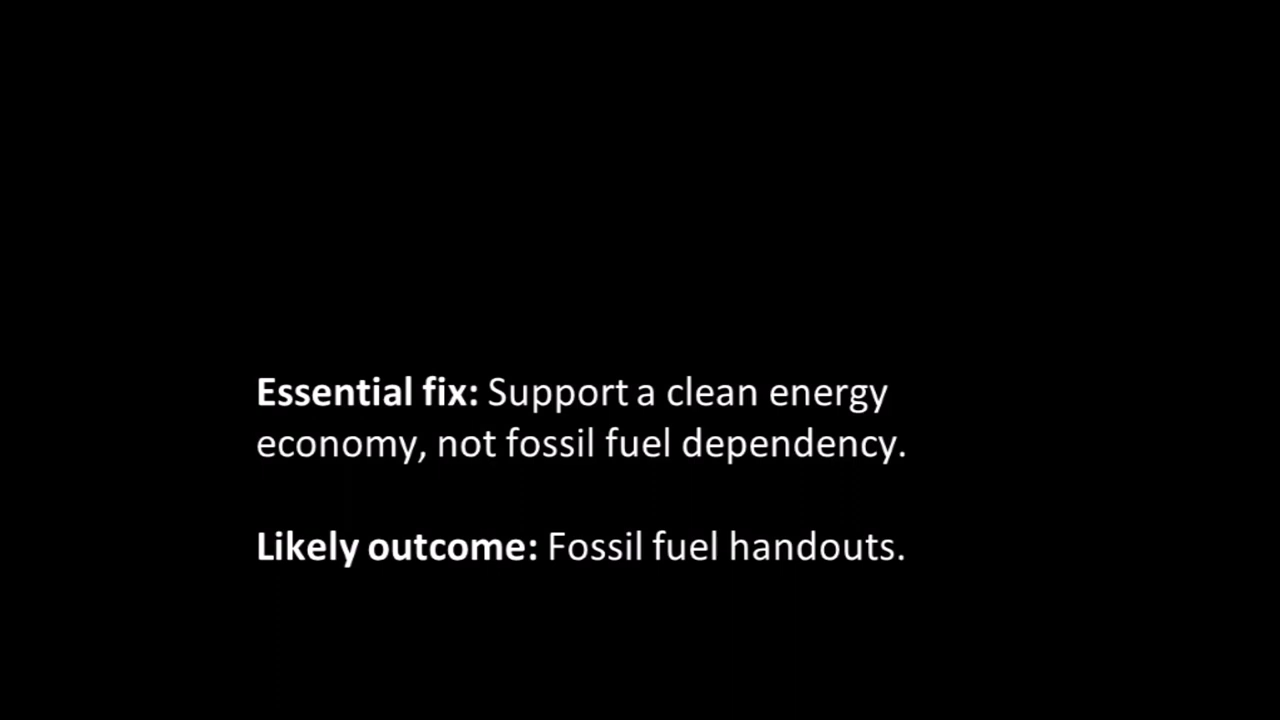 Essential fix: Support a clean energy
economy, not fossil fuel dependency.
Likely outcome: Fossil fuel handouts.